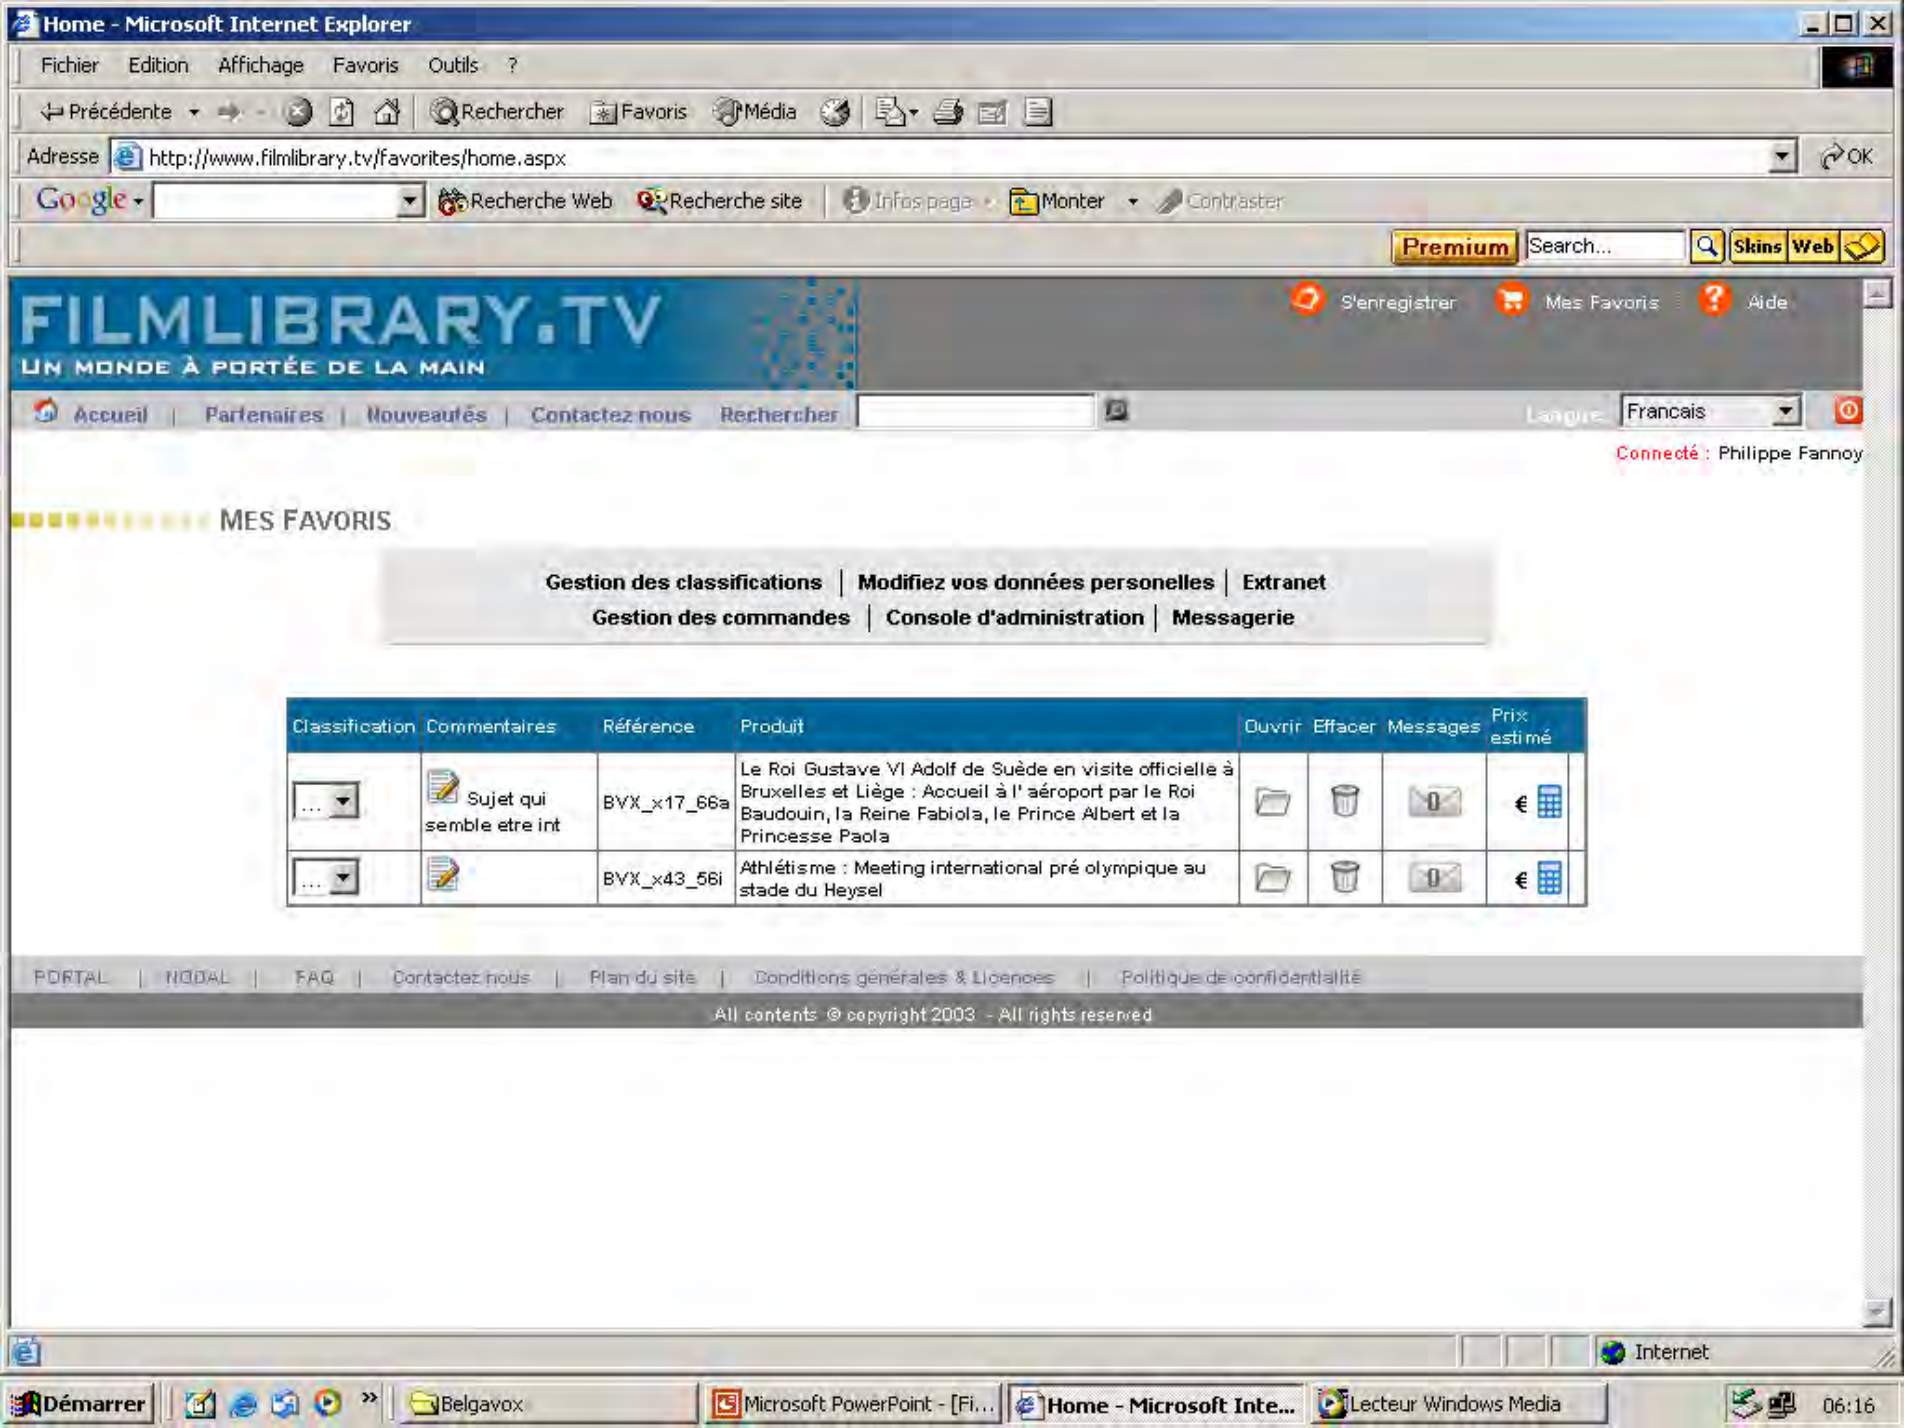 Home - Microsoft Internet Explorer
Fichier Edition Affichage Favoris Outils ?
Précédente Rechercher Favoris Média
Adresse http://www.filmlibrary.tv/favorites/home.aspx OK
Google Recherche Web Recherche site Infos page Monter Contraster
Premium Search... Skins Web
FILMLIBRARY.TV
UN MONDE À PORTÉE DE LA MAIN
S'enregistrer Mes Favoris Aide
Accueil | Partenaires | Nouveautés | Contactez nous Rechercher Langue Francais
Connecté : Philippe Fannoy
MES FAVORIS
Gestion des classifications | Modifiez vos données personelles | Extranet
Gestion des commandes | Console d'administration | Messagerie
Classification Commentaires Référence Produit Ouvrir Effacer Messages Prix estimé
... Sujet qui semble etre int BVX_x17_66a Le Roi Gustave VI Adolf de Suède en visite officielle à
Bruxelles et Liège : Accueil à l' aéroport par le Roi
Baudouin, la Reine Fabiola, le Prince Albert et la
Princesse Paola 0 €
... BVX_x43_56i Athlétisme : Meeting international pré olympique au
stade du Heysel 0 €
PORTAL | NODAL | FAQ | Contactez nous | Plan du site | Conditions générales & Licences | Politique de confidentialité
All contents © copyright 2003 - All rights reserved
Internet
Démarrer » Belgavox Microsoft PowerPoint - [Fi... Home - Microsoft Inte... Lecteur Windows Media 06:16